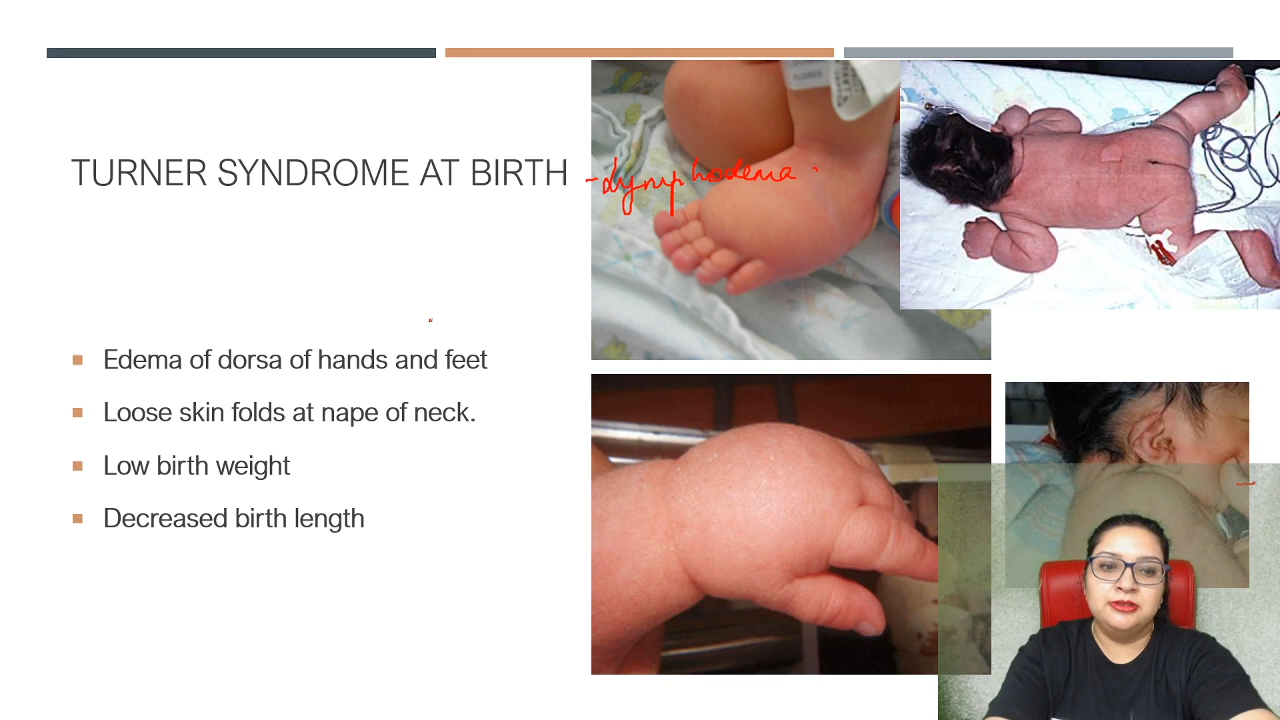 TURNER SYNDROME AT BIRTH
-Lymphodema
Edema of dorsa of hands and feet
Loose skin folds at nape of neck.
Low birth weight
Decreased birth length